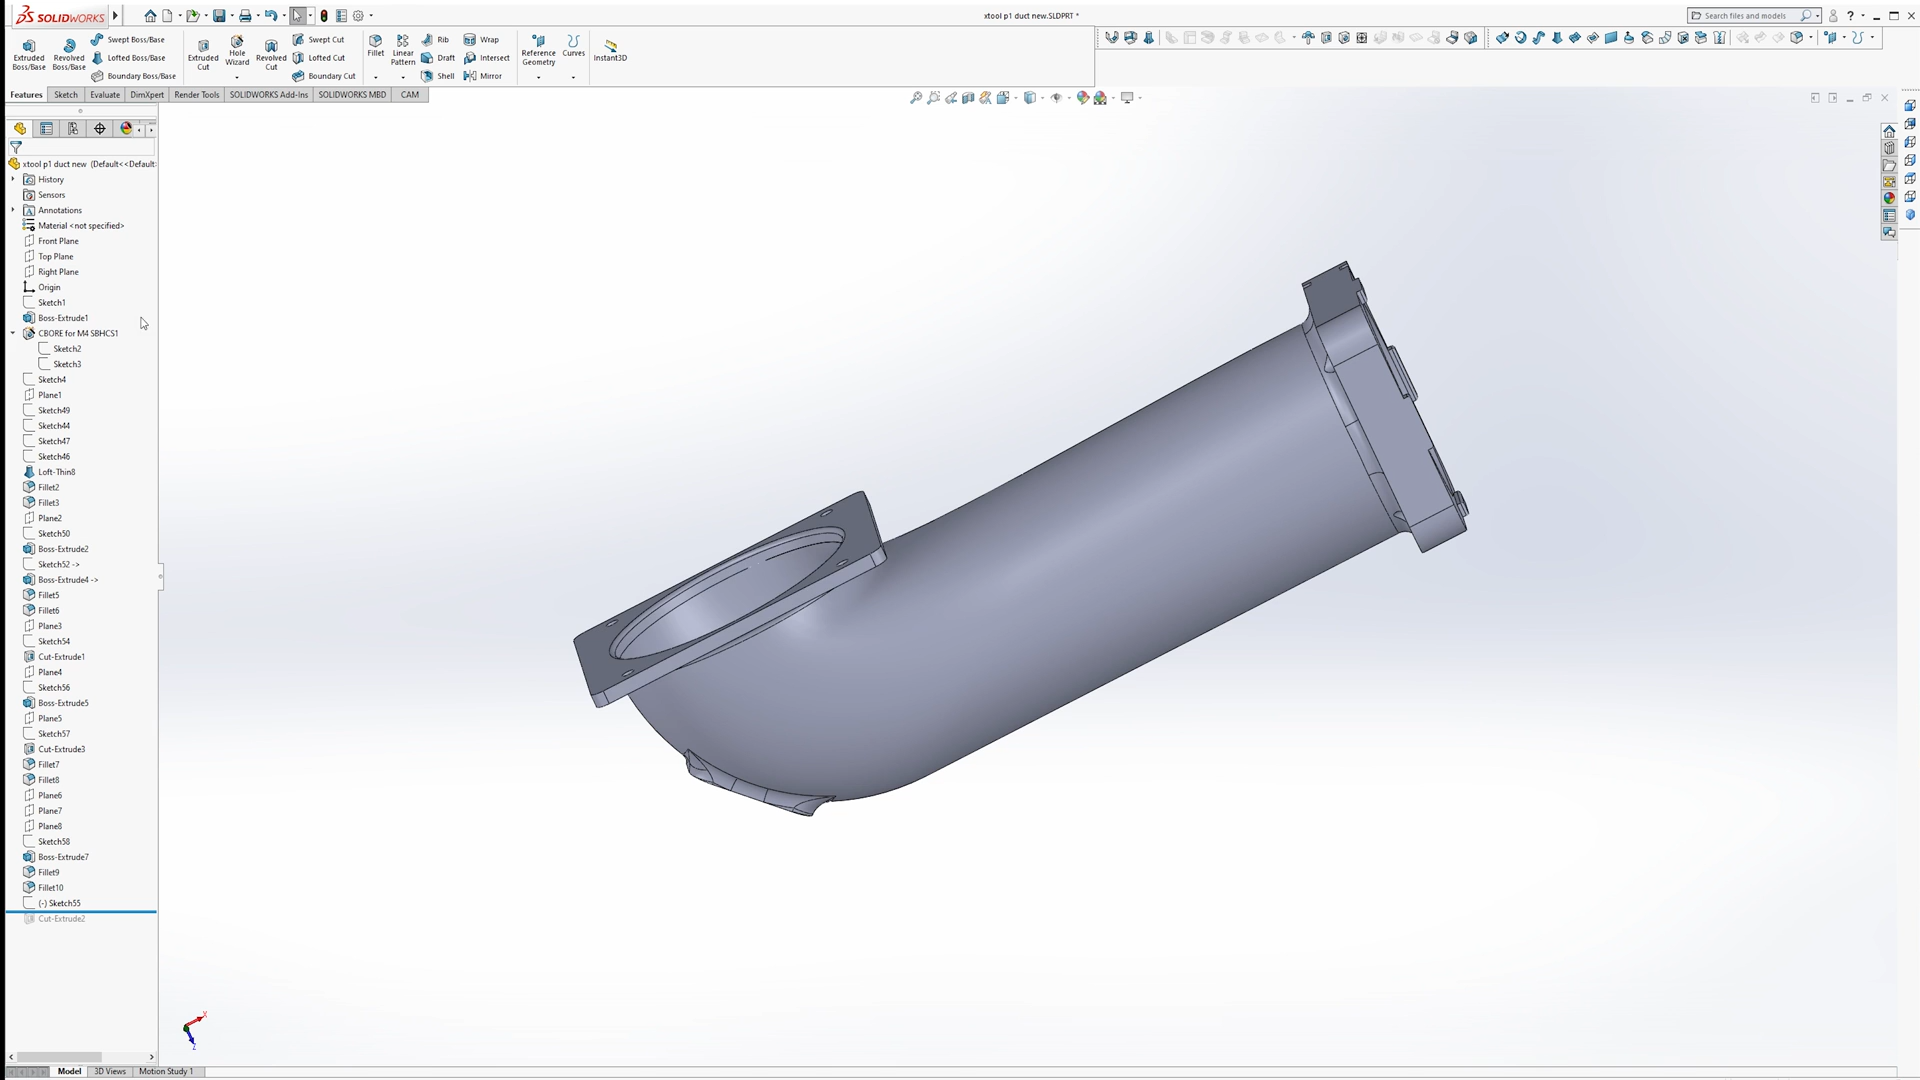 SOLIDWORKS
xtool p1 duct new.SLDPRT *
Search files and models
?
Extruded Boss/Base
Revolved Boss/Base
Swept Boss/Base
Lofted Boss/Base
Boundary Boss/Base
Extruded Cut
Hole Wizard
Revolved Cut
Swept Cut
Lofted Cut
Boundary Cut
Fillet
Linear Pattern
Rib
Draft
Shell
Wrap
Intersect
Mirror
Reference Geometry
Curves
Instant3D
Features
Sketch
Evaluate
DimXpert
Render Tools
SOLIDWORKS Add-Ins
SOLIDWORKS MBD
CAM
xtool p1 duct new (Default<<Default>
History
Sensors
Annotations
Material <not specified>
Front Plane
Top Plane
Right Plane
Origin
Sketch1
Boss-Extrude1
CBORE for M4 SBHCS1
Sketch2
Sketch3
Sketch4
Plane1
Sketch49
Sketch44
Sketch47
Sketch46
Loft-Thin8
Fillet2
Fillet3
Plane2
Sketch50
Boss-Extrude2
Sketch52 ->
Boss-Extrude4 ->
Fillet5
Fillet6
Plane3
Sketch54
Cut-Extrude1
Plane4
Sketch56
Boss-Extrude5
Plane5
Sketch57
Cut-Extrude3
Fillet7
Fillet8
Plane6
Plane7
Plane8
Sketch58
Boss-Extrude7
Fillet9
Fillet10
(-) Sketch55
Cut-Extrude2
X
Z
Model
3D Views
Motion Study 1